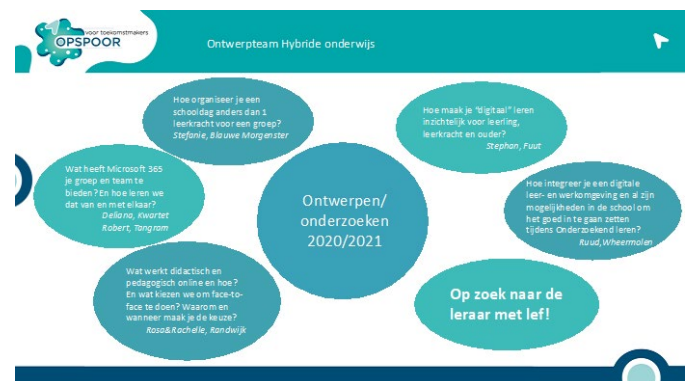 voor toekomstmakers
OPSPOOR
Ontwerpteam Hybride onderwijs
Hoe organiseer je een
schooldag anders dan 1
leerkracht voor een groep?
Stefanie, Blauwe Morgenster
Hoe maak je "digitaal" leren
inzichtelijk voor leerling,
leerkracht en ouder?
Stephan, Fuut
Wat heeft Microsoft 365
je groep en team te
bieden? En hoe leren we
dat van en met elkaar?
Deliana, Kwartet
Robert, Tangram
Ontwerpen/
onderzoeken
2020/2021
Hoe integreer je een digitale
leer- en werkomgeving en al zijn
mogelijkheden in de school om
het goed in te gaan zetten
tijdens Onderzoekend leren?
Ruud,Wheermolen
Wat werkt didactisch en
pedagogisch online en hoe?
En wat kiezen we om face-to-
face te doen? Waarom en
wanneer maak je de keuze?
Rosa&Rachelle, Randwijk
Op zoek naar de
leraar met lef!